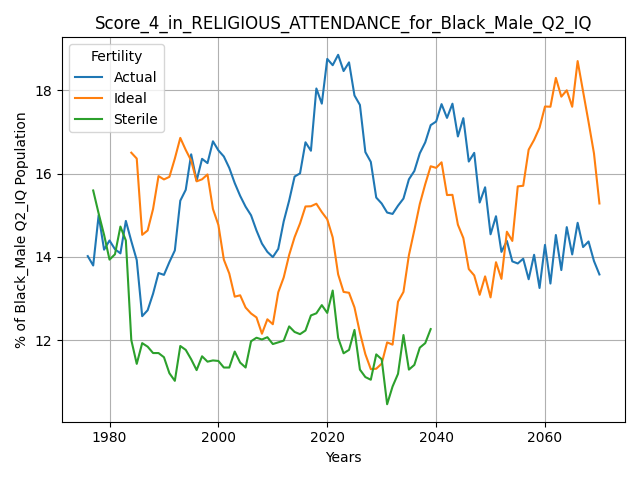 Score_4_in_RELIGIOUS_ATTENDANCE_for_Black_Male_Q2_IQ
Fertility
Actual
Ideal
Sterile
% of Black_Male Q2_IQ Population
18
16
14
12
1980
2000
2020
2040
2060
Years